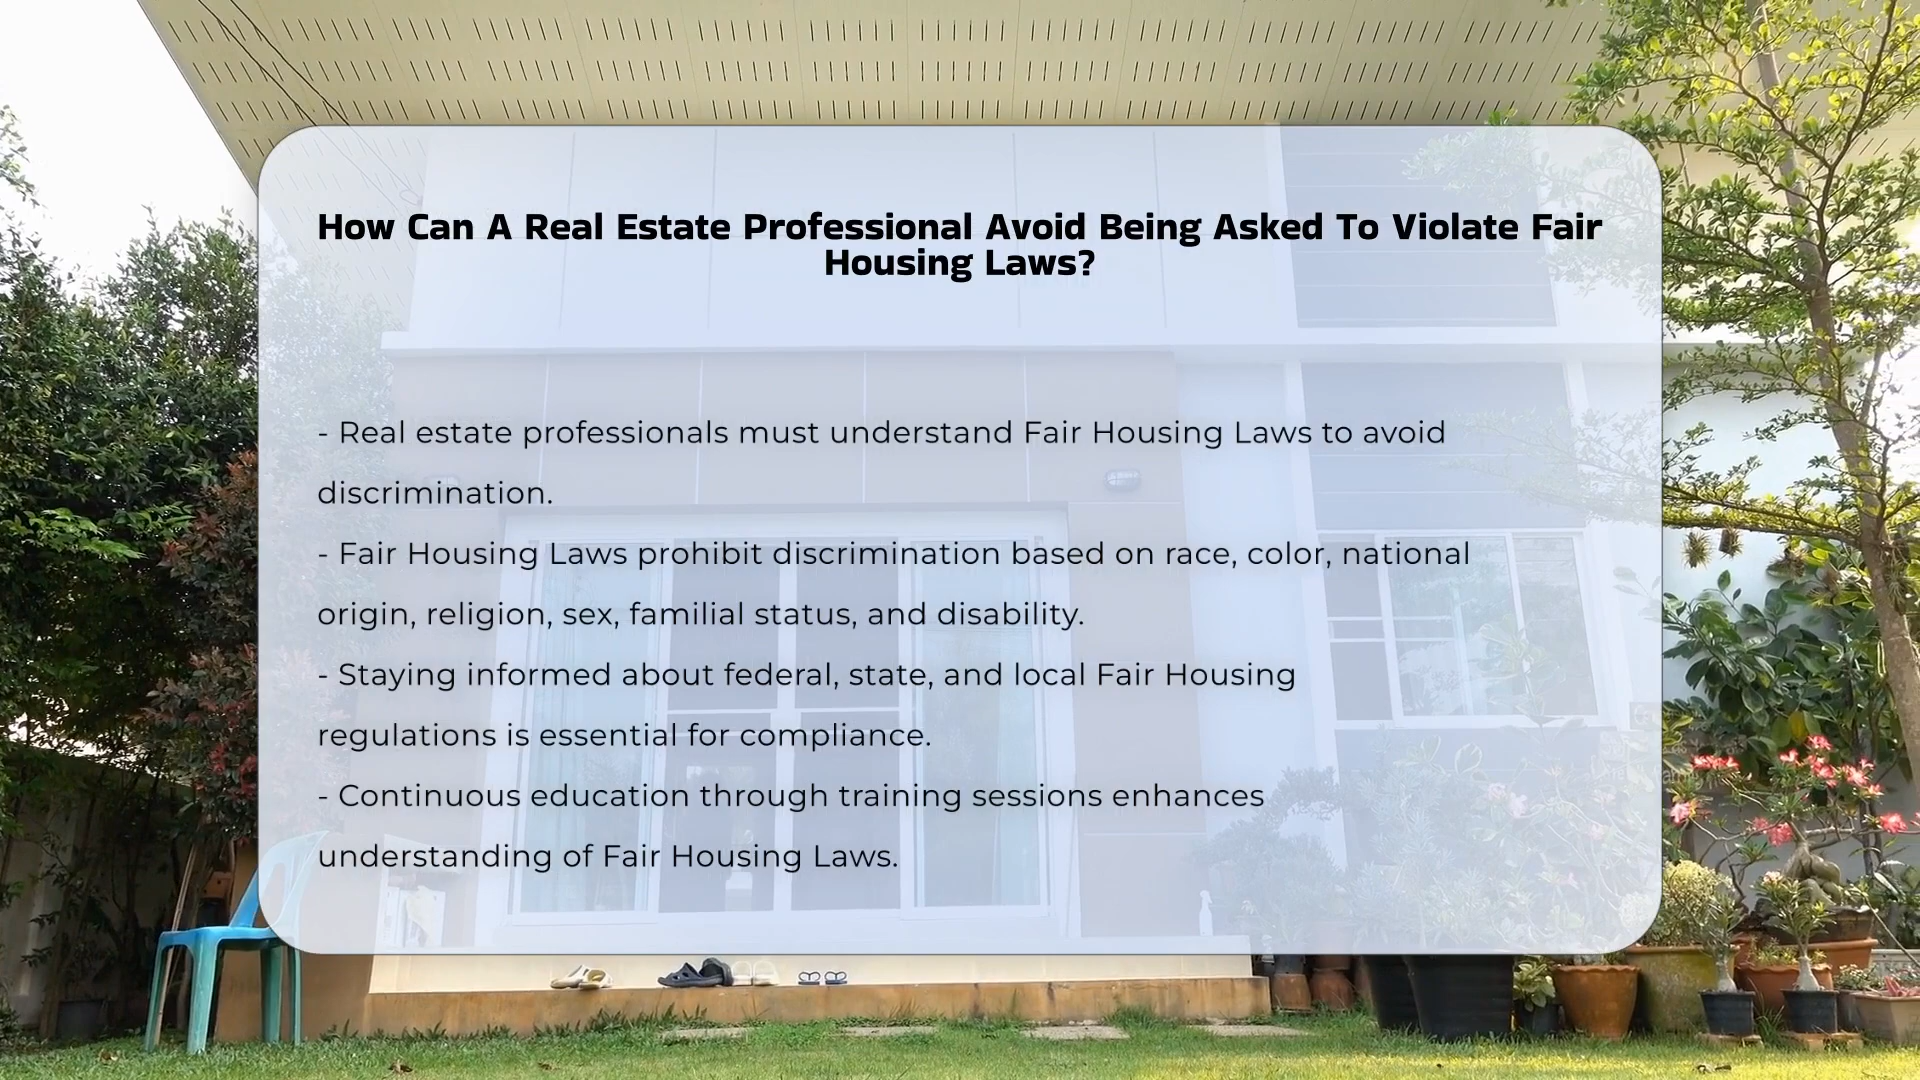 How Can A Real Estate Professional Avoid Being Asked To Violate Fair
Housing Laws?
- Real estate professionals must understand Fair Housing Laws to avoid
discrimination.
- Fair Housing Laws prohibit discrimination based on race, color, national
origin, religion, sex, familial status, and disability.
- Staying informed about federal, state, and local Fair Housing
regulations is essential for compliance.
- Continuous education through training sessions enhances
understanding of Fair Housing Laws.